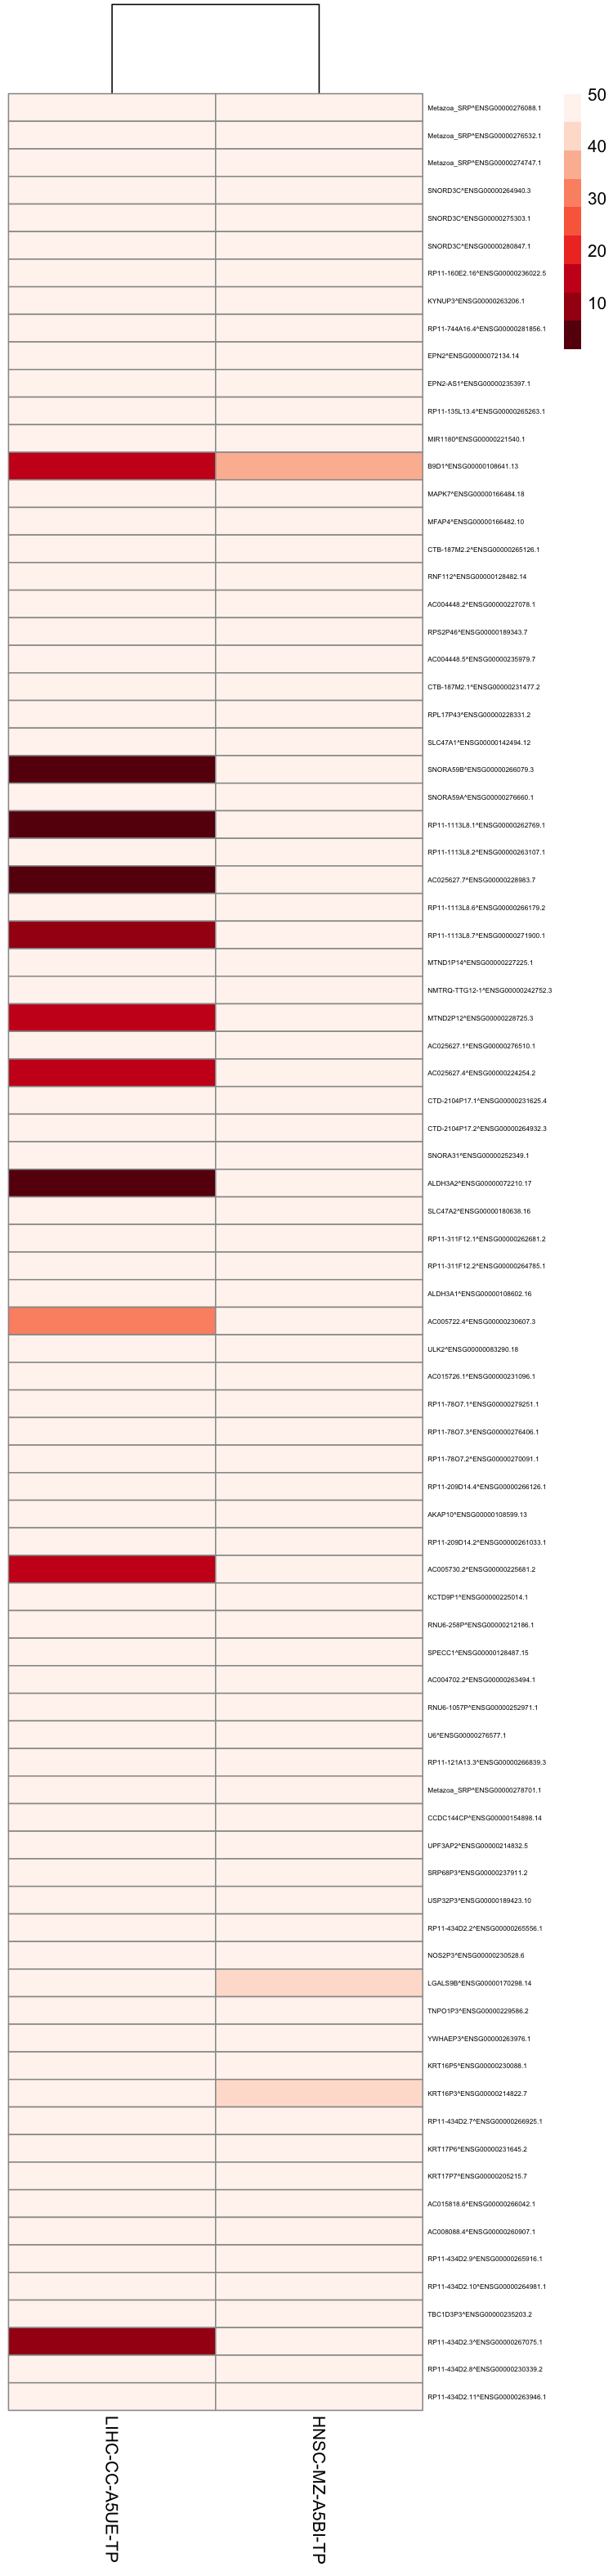 50
40
30
20
10
Metazoa_SRP^ENSG00000276088.1
Metazoa_SRP^ENSG00000276532.1
Metazoa_SRP^ENSG00000274747.1
SNORD3C^ENSG00000264940.3
SNORD3C^ENSG00000275303.1
SNORD3C^ENSG00000280847.1
RP11-160E2.16^ENSG00000236022.5
KYNUP3^ENSG00000263206.1
RP11-744A16.4^ENSG00000281856.1
EPN2^ENSG00000072134.14
EPN2-AS1^ENSG00000235397.1
RP11-135L13.4^ENSG00000265263.1
MIR1180^ENSG00000221540.1
B9D1^ENSG00000108641.13
MAPK7^ENSG00000166484.18
MFAP4^ENSG00000166482.10
CTB-187M2.2^ENSG00000265126.1
RNF112^ENSG00000128482.14
AC004448.2^ENSG00000227078.1
RPS2P46^ENSG00000189343.7
AC004448.5^ENSG00000235979.7
CTB-187M2.1^ENSG00000231477.2
RPL17P43^ENSG00000228331.2
SLC47A1^ENSG00000142494.12
SNORA59B^ENSG00000266079.3
SNORA59A^ENSG00000276660.1
RP11-1113L8.1^ENSG00000262769.1
RP11-1113L8.2^ENSG00000263107.1
AC025627.7^ENSG00000228983.7
RP11-1113L8.6^ENSG00000266179.2
RP11-1113L8.7^ENSG00000271900.1
MTND1P14^ENSG00000227225.1
NMTRQ-TTG12-1^ENSG00000242752.3
MTND2P12^ENSG00000228725.3
AC025627.1^ENSG00000276510.1
AC025627.4^ENSG00000224254.2
CTD-2104P17.1^ENSG00000231625.4
CTD-2104P17.2^ENSG00000264932.3
SNORA31^ENSG00000252349.1
ALDH3A2^ENSG00000072210.17
SLC47A2^ENSG00000180638.16
RP11-311F12.1^ENSG00000262681.2
RP11-311F12.2^ENSG00000264785.1
ALDH3A1^ENSG00000108602.16
AC005722.4^ENSG00000230607.3
ULK2^ENSG00000083290.18
AC015726.1^ENSG00000231096.1
RP11-78O7.1^ENSG00000279251.1
RP11-78O7.3^ENSG00000276406.1
RP11-78O7.2^ENSG00000270091.1
RP11-209D14.4^ENSG00000266126.1
AKAP10^ENSG00000108599.13
RP11-209D14.2^ENSG00000261033.1
AC005730.2^ENSG00000225681.2
KCTD9P1^ENSG00000225014.1
RNU6-258P^ENSG00000212186.1
SPECC1^ENSG00000128487.15
AC004702.2^ENSG00000263494.1
RNU6-1057P^ENSG00000252971.1
U6^ENSG00000276577.1
RP11-121A13.3^ENSG00000266839.3
Metazoa_SRP^ENSG00000278701.1
CCDC144CP^ENSG00000154898.14
UPF3AP2^ENSG00000214832.5
SRP68P3^ENSG00000237911.2
USP32P3^ENSG00000189423.10
RP11-434D2.2^ENSG00000265556.1
NOS2P3^ENSG00000230528.6
LGALS9B^ENSG00000170298.14
TNPO1P3^ENSG00000229586.2
YWHAEP3^ENSG00000263976.1
KRT16P5^ENSG00000230088.1
KRT16P3^ENSG00000214822.7
RP11-434D2.7^ENSG00000266925.1
KRT17P6^ENSG00000231645.2
KRT17P7^ENSG00000205215.7
AC015818.6^ENSG00000266042.1
AC008088.4^ENSG00000260907.1
RP11-434D2.9^ENSG00000265916.1
RP11-434D2.10^ENSG00000264981.1
TBC1D3P3^ENSG00000235203.2
RP11-434D2.3^ENSG00000267075.1
RP11-434D2.8^ENSG00000230339.2
RP11-434D2.11^ENSG00000263946.1
LIHC-CC-A5UE-TP
HNSC-MZ-A5BI-TP